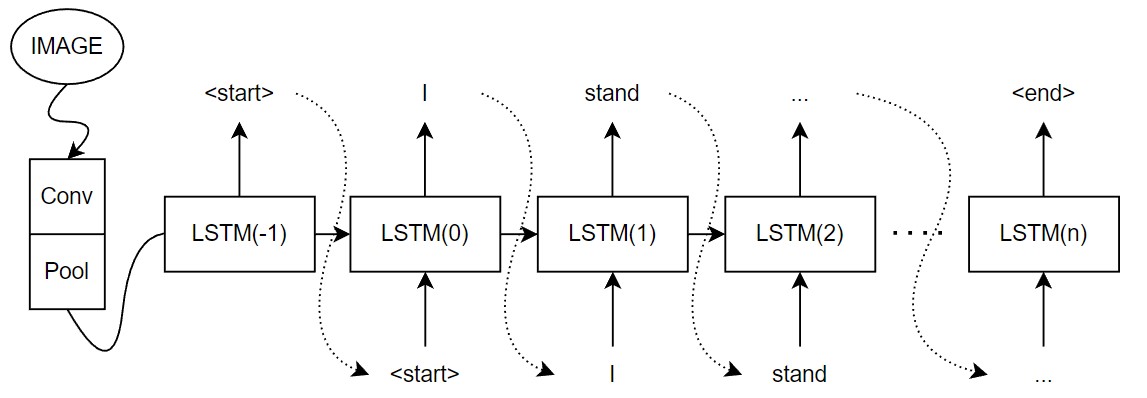 IMAGE
<start> I stand ... <end>
Conv
LSTM(-1) LSTM(0) LSTM(1) LSTM(2) .... LSTM(n)
Pool
<start> I stand ...